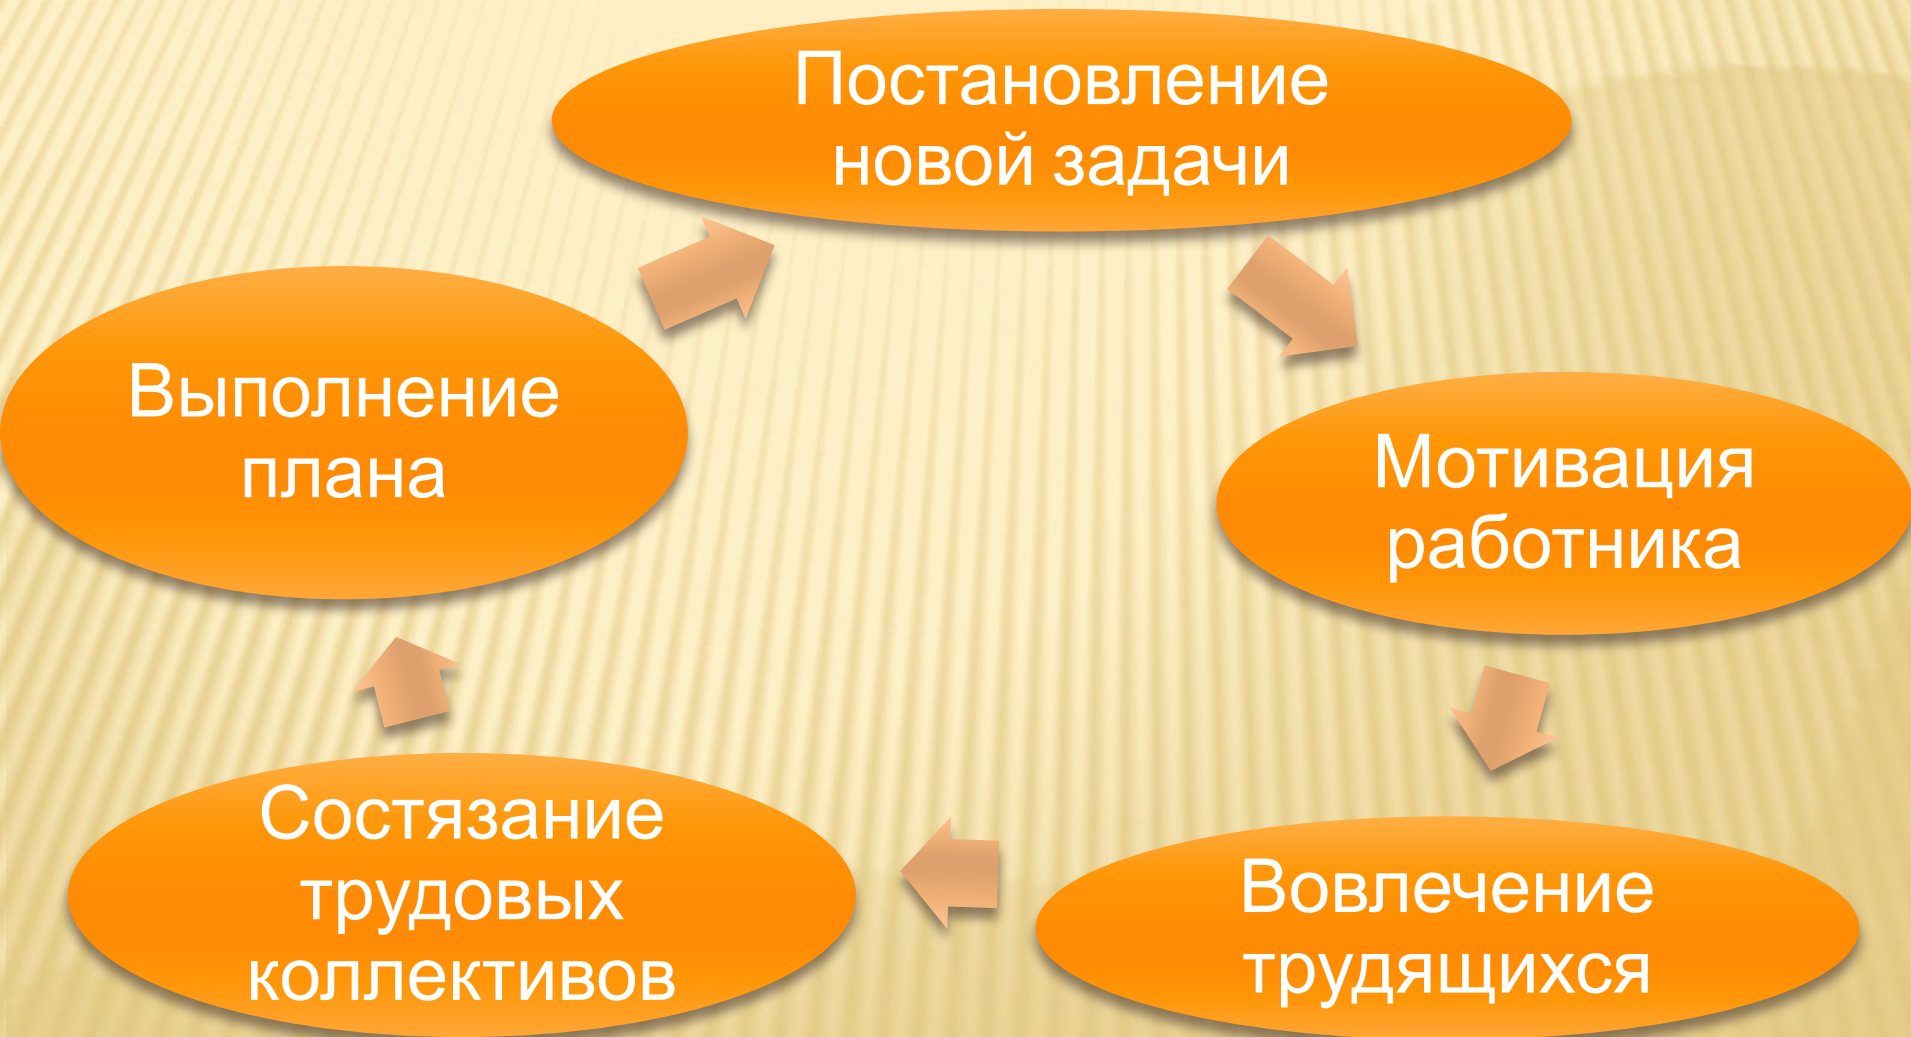 Постановление
новой задачи
Мотивация
работника
Вовлечение
трудящихся
Состязание
трудовых
коллективов
Выполнение
плана